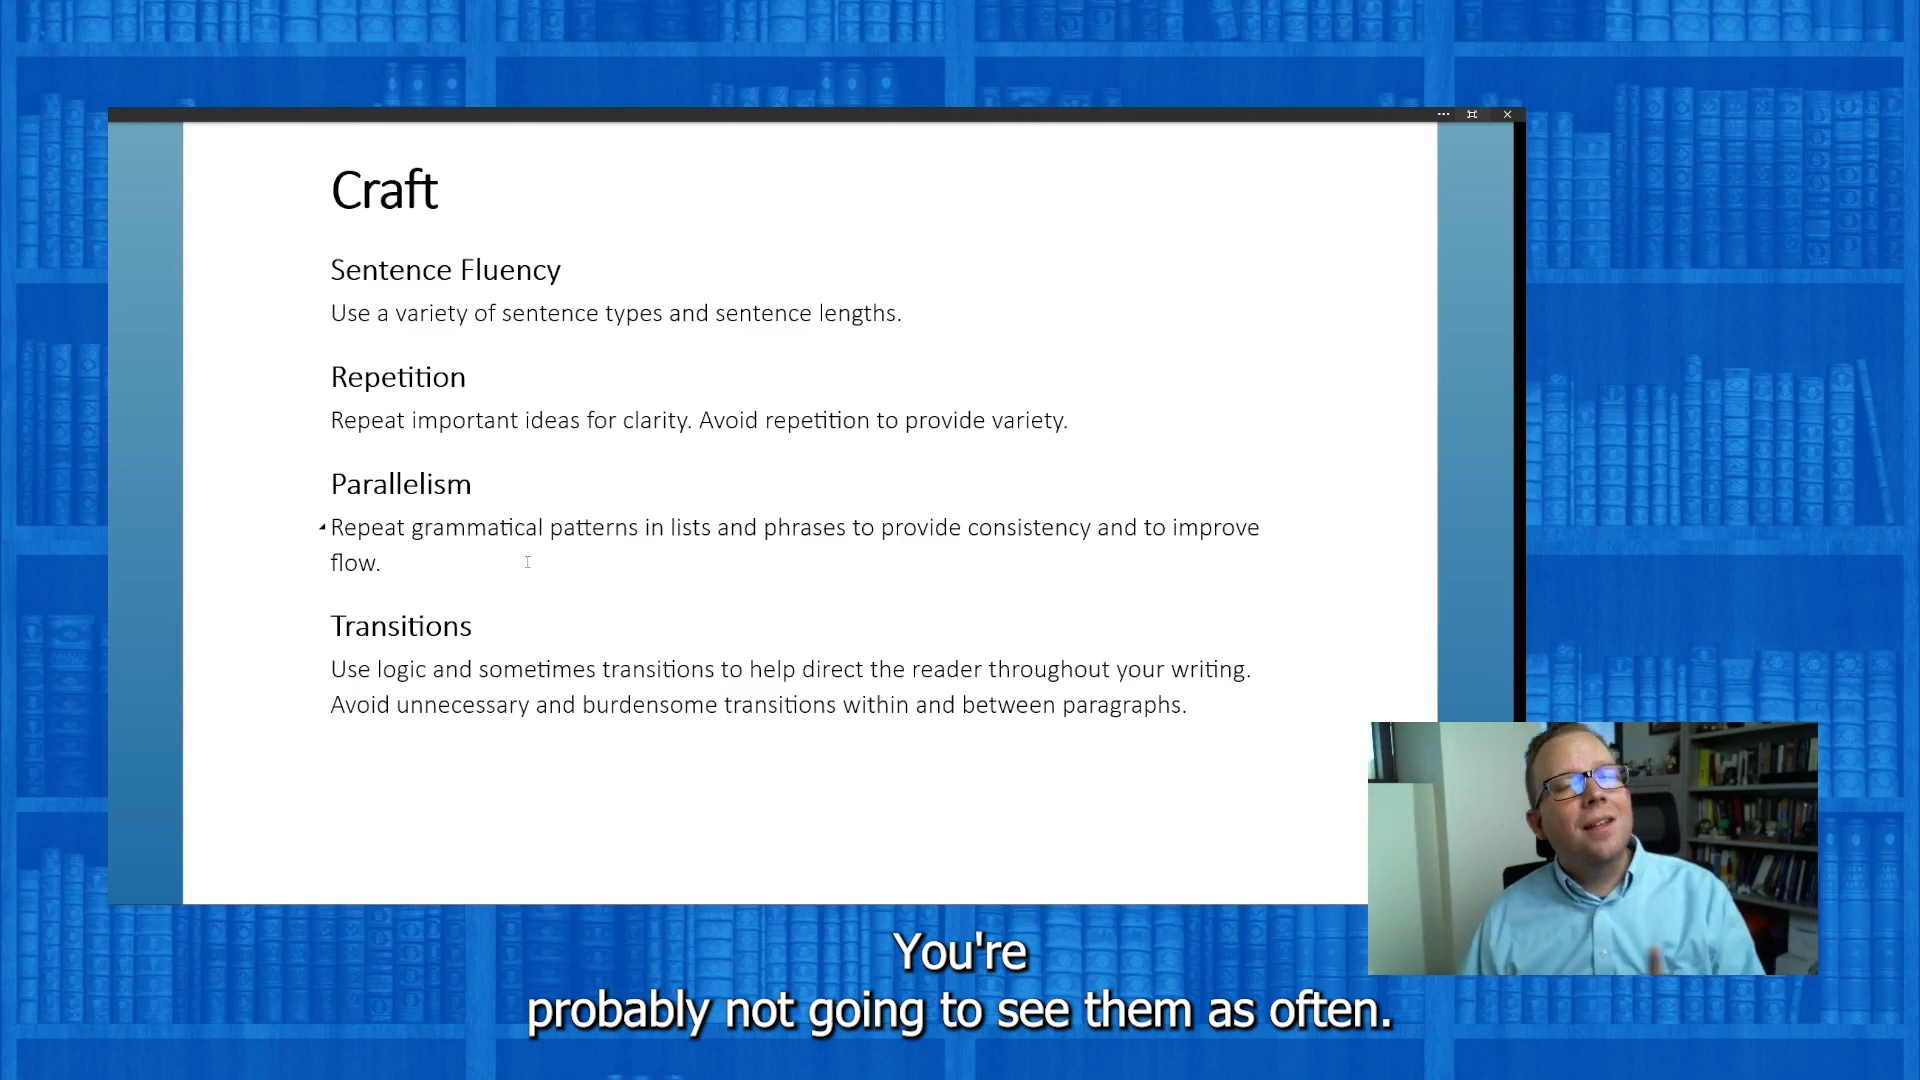 Craft
Sentence Fluency
Use a variety of sentence types and sentence lengths.
Repetition
Repeat important ideas for clarity. Avoid repetition to provide variety.
Parallelism
Repeat grammatical patterns in lists and phrases to provide consistency and to improve
flow.
Transitions
Use logic and sometimes transitions to help direct the reader throughout your writing.
Avoid unnecessary and burdensome transitions within and between paragraphs.
You're
probably not going to see them as often.